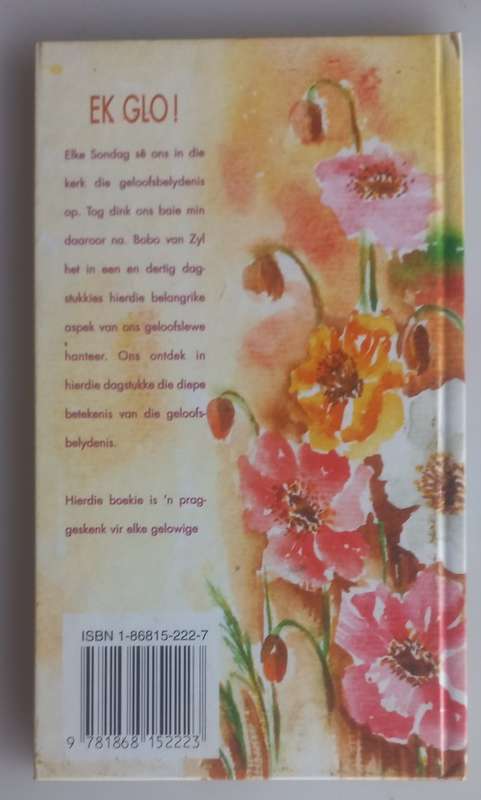 EK GLO!
Elke Sondag sê ons in die
kerk die geloofsbelydenis
op. Tog dink ons baie min
daaroor na. Bobo van Zyl
het in een en dertig dag-
stukkies hierdie belangrike
aspek van ons geloofslewe
hanteer. Ons ontdek in
hierdie dagstukke die diepe
betekenis van die geloofs-
belydenis.
Hierdie boekie is 'n prag-
geskenk vir elke gelowige
ISBN 1-86815-222-7
9 781868 152223